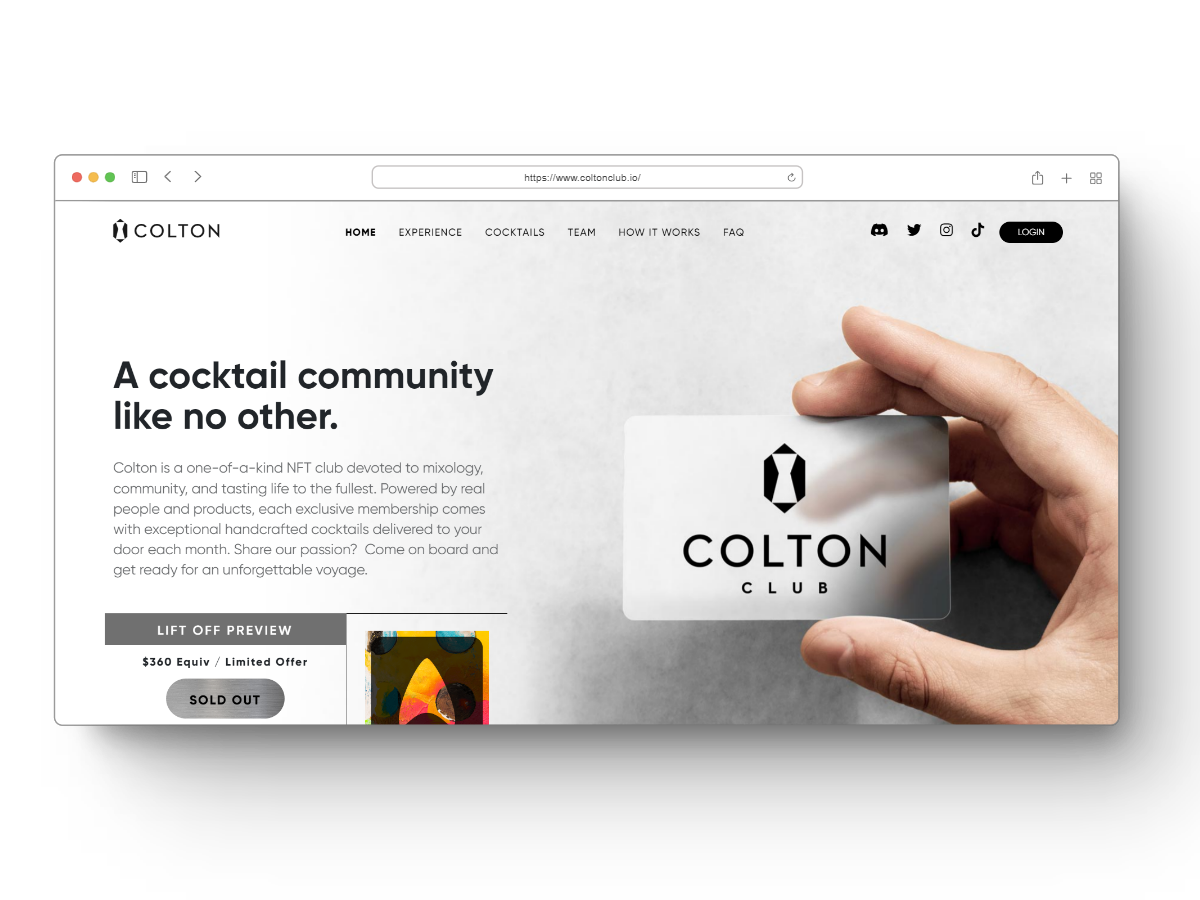 https://www.coltonclub.io/
COLTON
HOME EXPERIENCE COCKTAILS TEAM HOW IT WORKS FAQ
LOGIN
A cocktail community
like no other.
Colton is a one-of-a-kind NFT club devoted to mixology,
community, and tasting life to the fullest. Powered by real
people and products, each exclusive membership comes
with exceptional handcrafted cocktails delivered to your
door each month. Share our passion? Come on board and
get ready for an unforgettable voyage.
LIFT OFF PREVIEW
$360 Equiv / Limited Offer
SOLD OUT
COLTON
CLUB